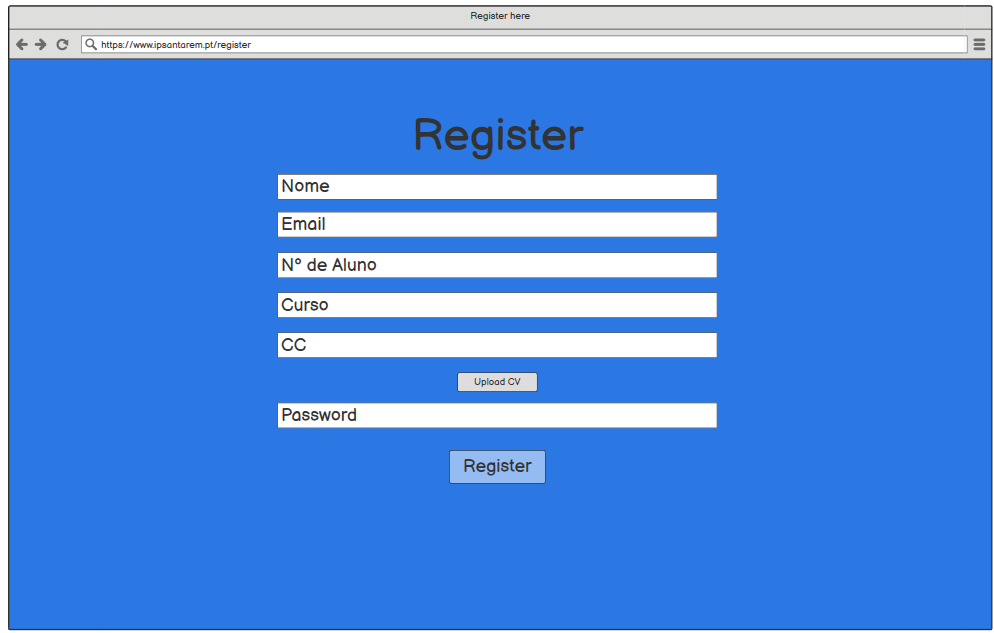 Register here
https://www.ipsantarem.pt/register
Register
Nome
Email
Nº de Aluno
Curso
CC
Upload CV
Password
Register